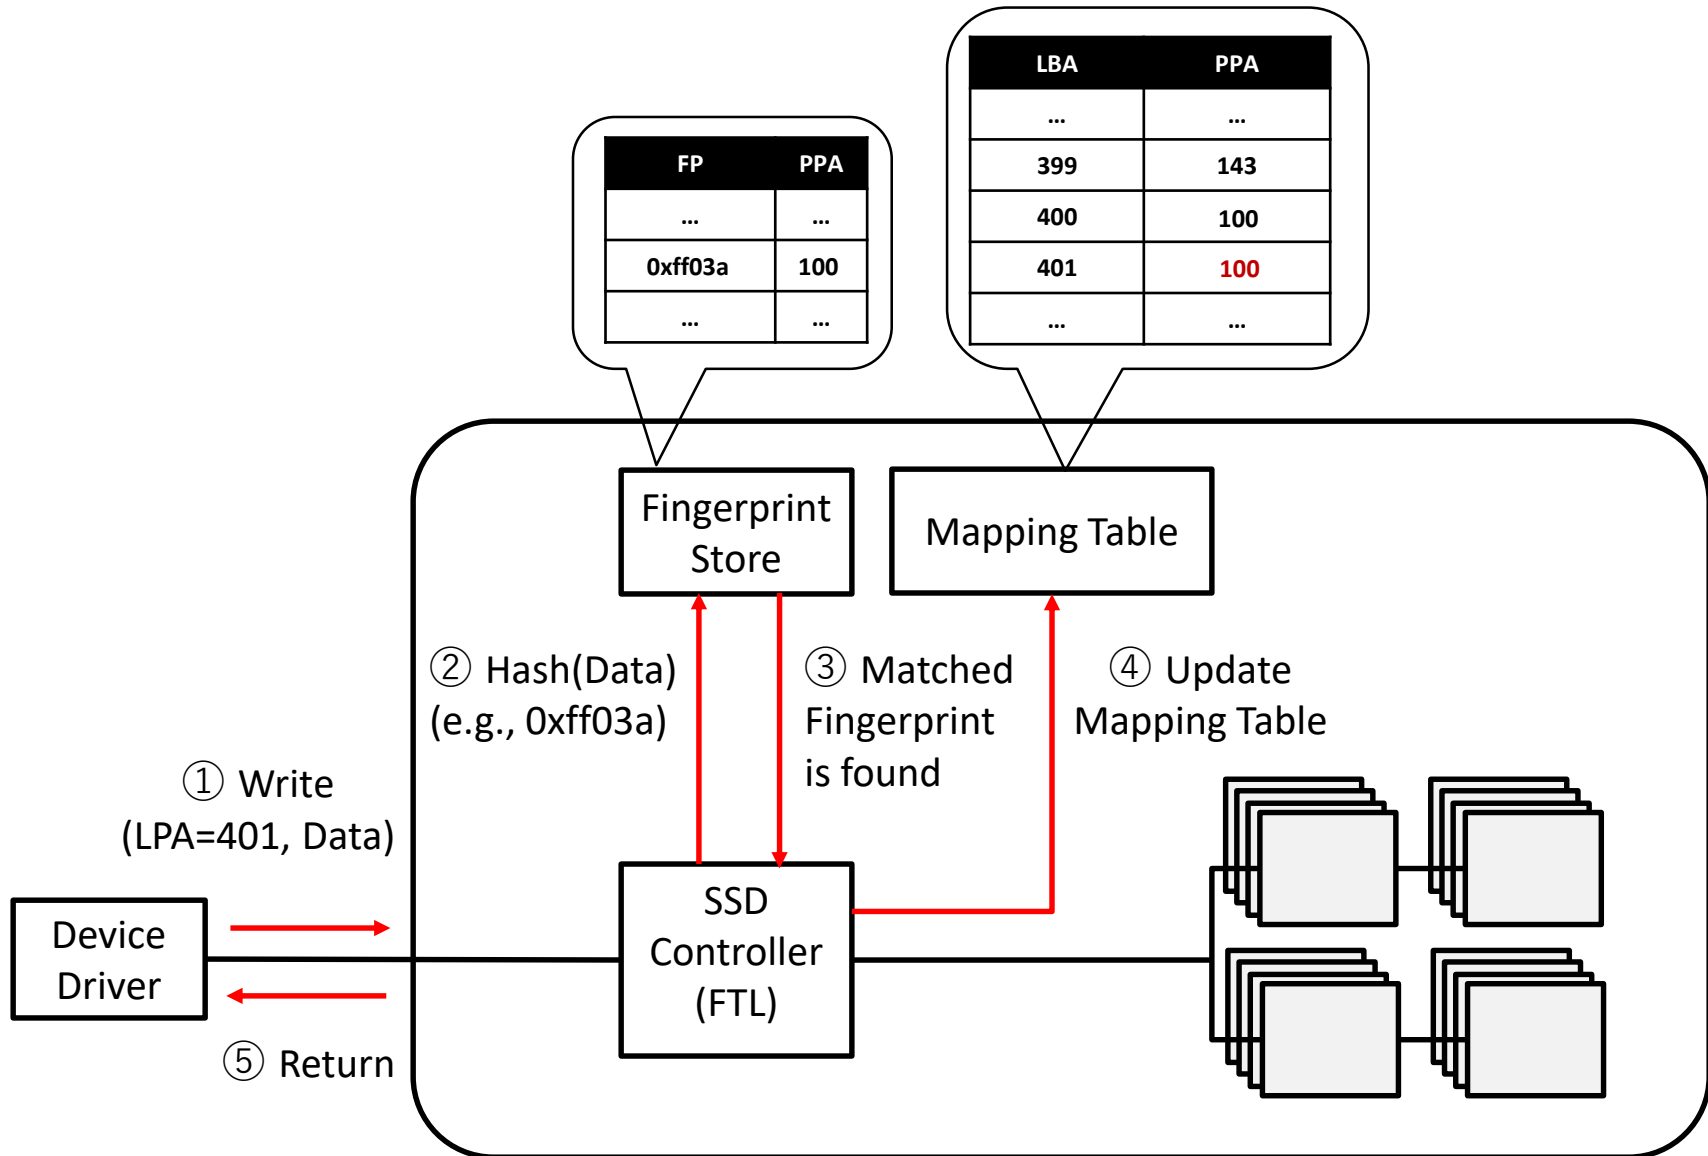 FP PPA
... ...
0xff03a 100
... ...
LBA PPA
... ...
399 143
400 100
401 100
... ...
Fingerprint
Store
Mapping Table
② Hash(Data)
(e.g., 0xff03a)
③ Matched
Fingerprint
is found
④ Update
Mapping Table
① Write
(LPA=401, Data)
Device
Driver
SSD
Controller
(FTL)
⑤ Return